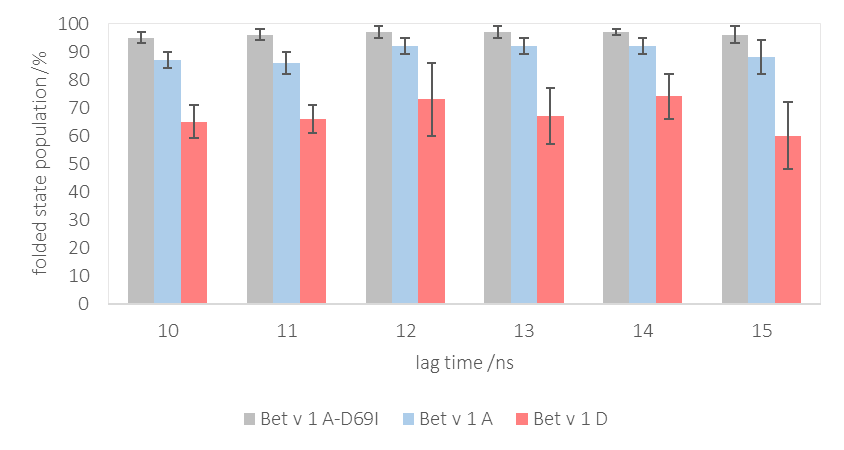 folded state population /%
100
90
80
70
60
50
40
30
20
10
0
10 11 12 13 14 15
lag time /ns
Bet v 1 A-D69I Bet v 1 A Bet v 1 D